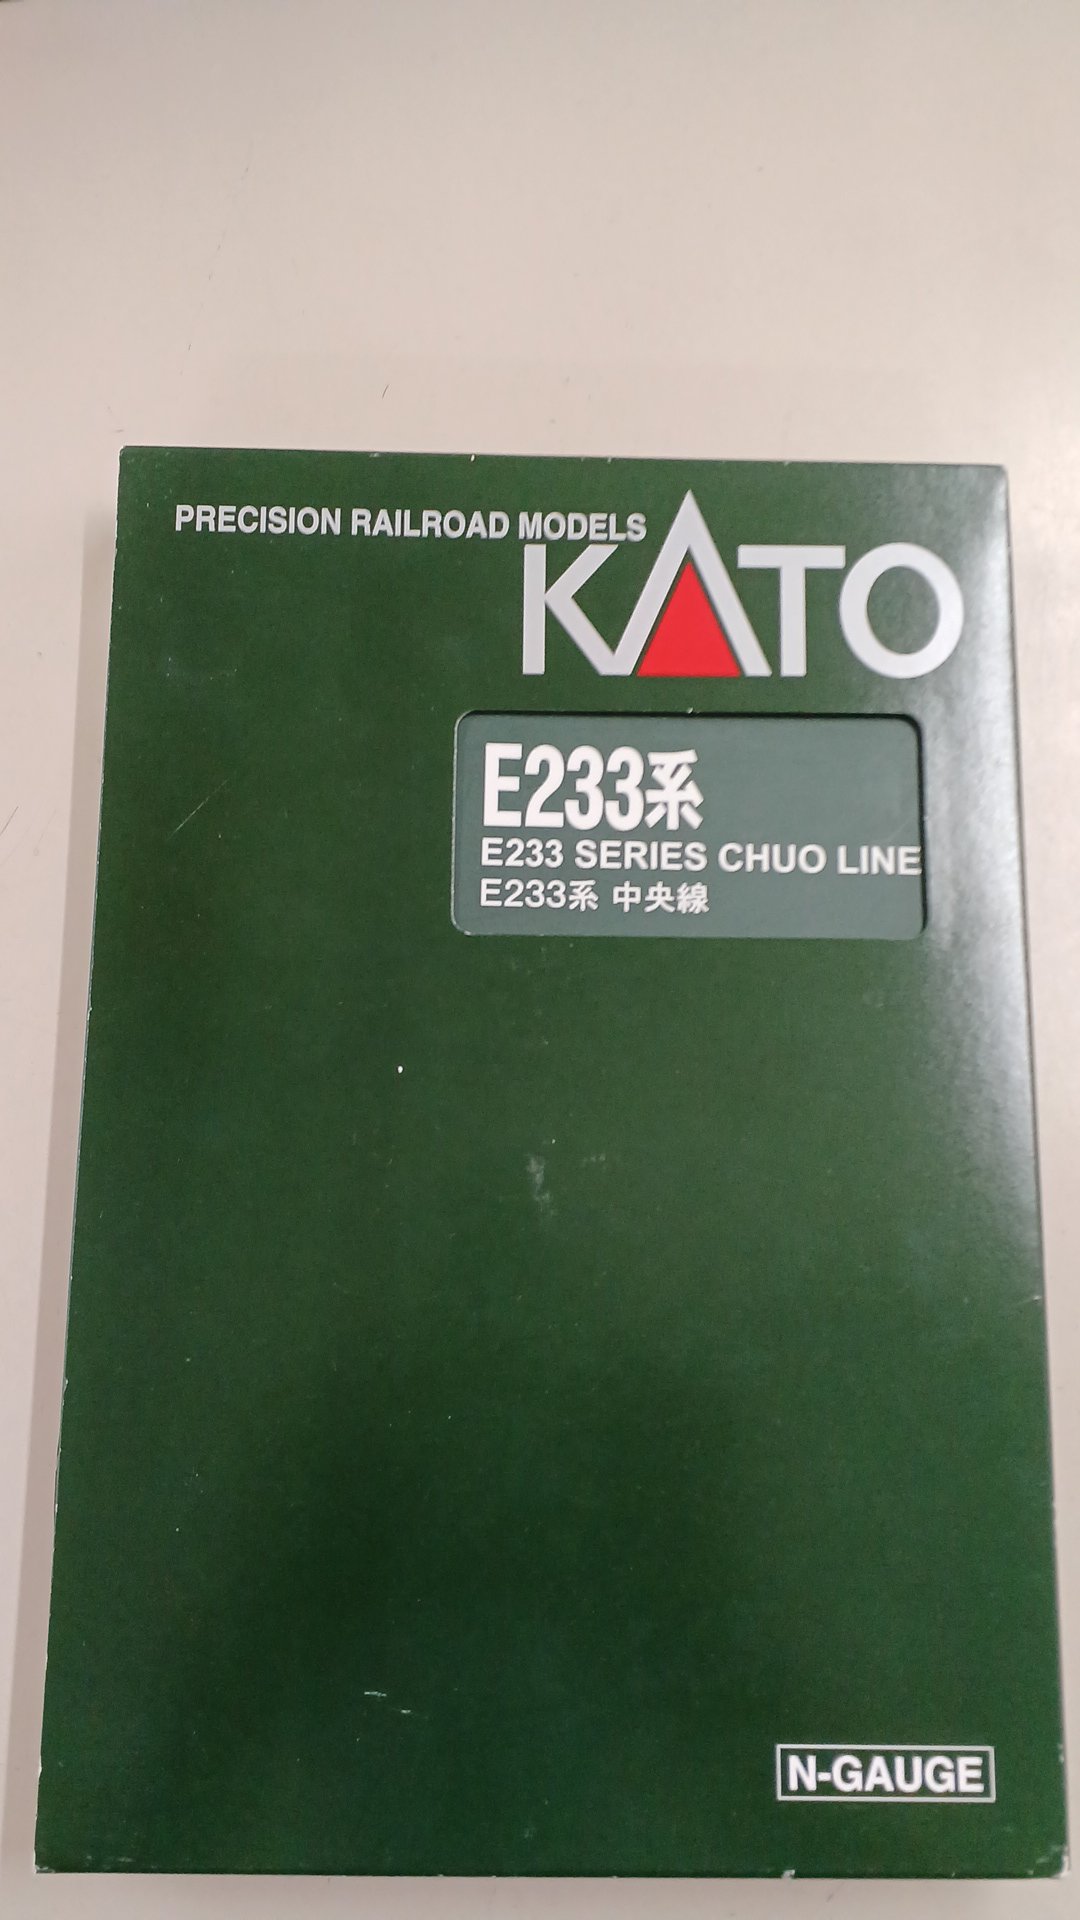 PRECISION RAILROAD MODELS
KATO
E233系
E233 SERIES CHUO LINE
E233系 中央線
N-GAUGE